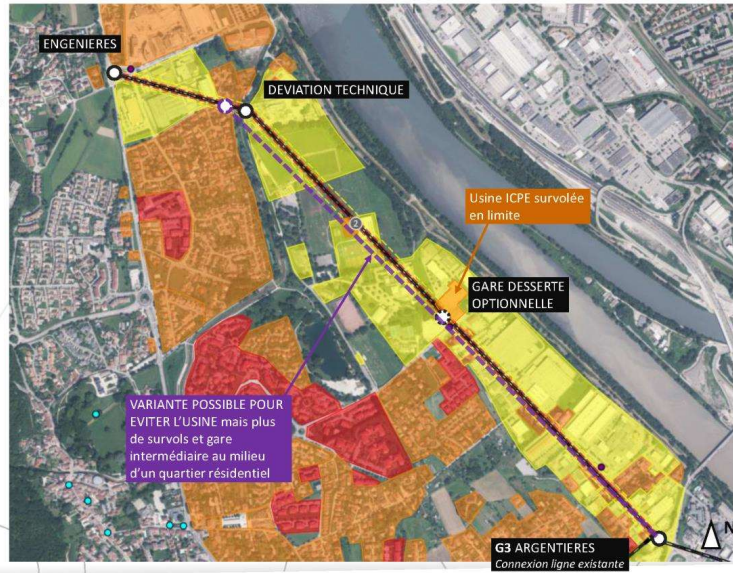 ENGENIERES
DEVIATION TECHNIQUE
Usine ICPE survolée
en limite
2
GARE DESSERTE
OPTIONNELLE
VARIANTE POSSIBLE POUR
EVITER L'USINE mais plus
de survols et gare
intermédiaire au milieu
d'un quartier résidentiel
N
G3 ARGENTIERES
Connexion ligne existante